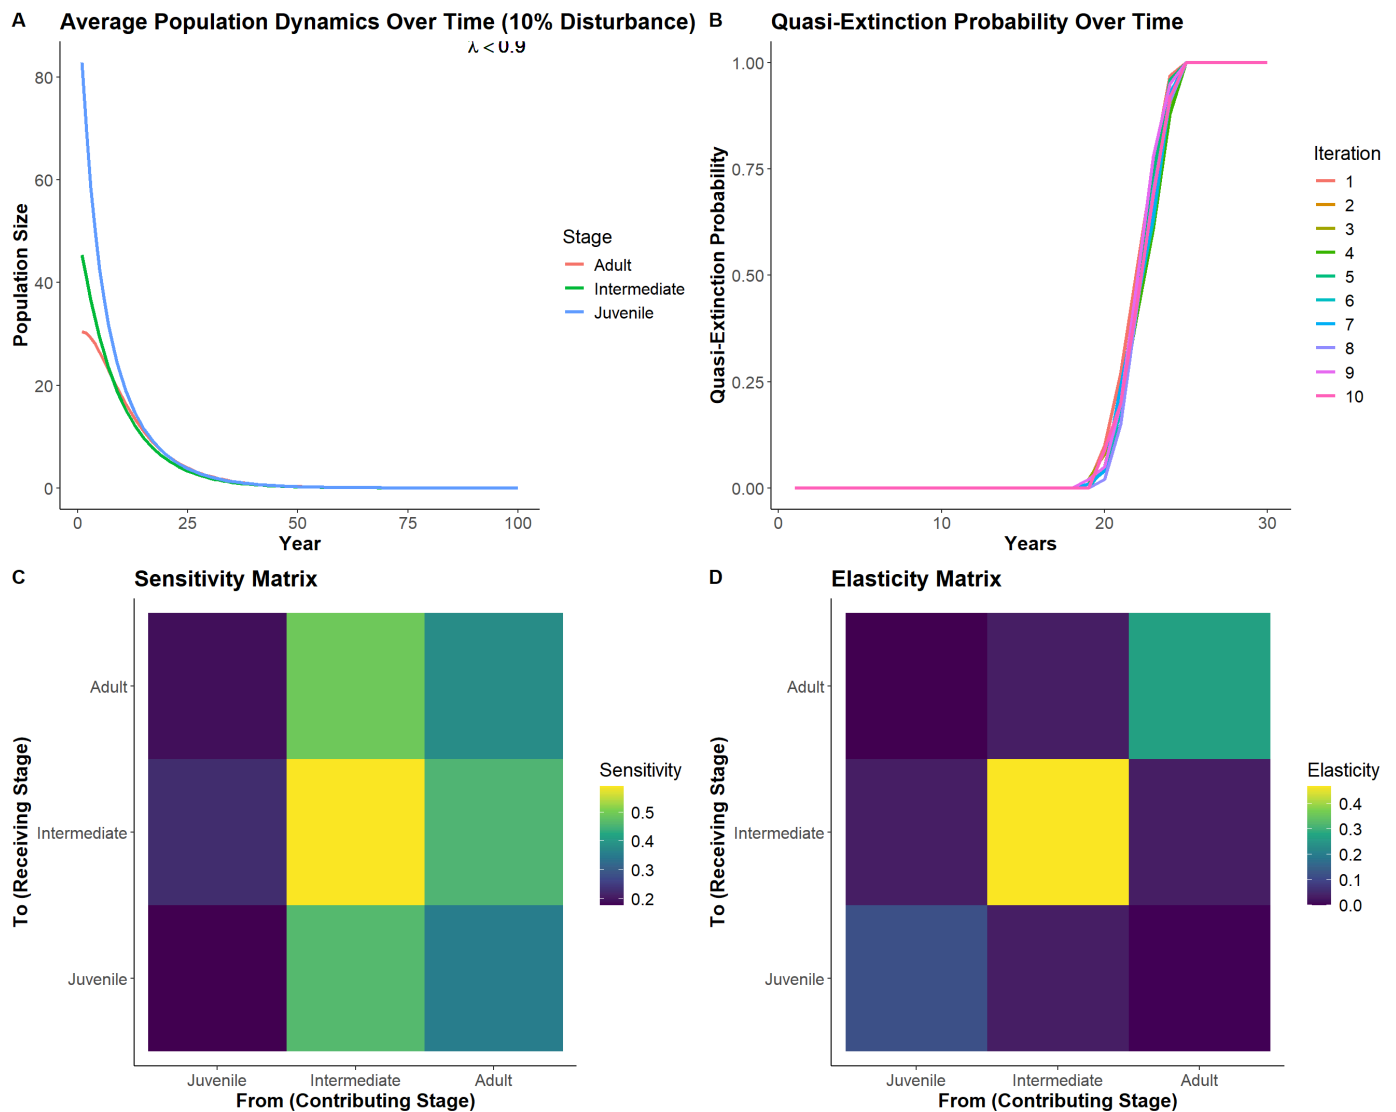 A
Average Population Dynamics Over Time (10% Disturbance)
λ < 0.9
80
60
40
20
0
Population Size
0
25
50
75
100
Year
Stage
Adult
Intermediate
Juvenile
B
Quasi-Extinction Probability Over Time
1.00
0.75
0.50
0.25
0.00
Quasi-Extinction Probability
0
10
20
30
Years
Iteration
1
2
3
4
5
6
7
8
9
10
C
Sensitivity Matrix
Adult
Intermediate
Juvenile
To (Receiving Stage)
Juvenile
Intermediate
Adult
From (Contributing Stage)
Sensitivity
0.5
0.4
0.3
0.2
D
Elasticity Matrix
Adult
Intermediate
Juvenile
To (Receiving Stage)
Juvenile
Intermediate
Adult
From (Contributing Stage)
Elasticity
0.4
0.3
0.2
0.1
0.0